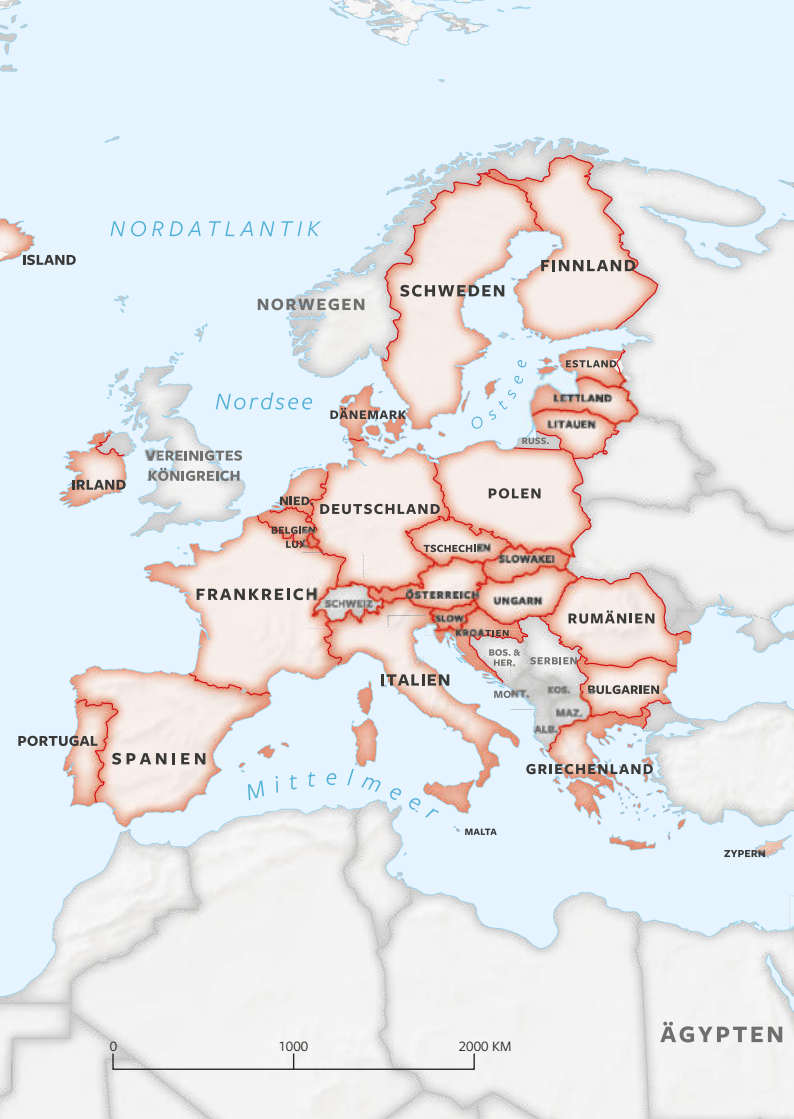 NORDATLANTIK
ISLAND
FINNLAND
SCHWEDEN
NORWEGEN
ESTLAND
Ostsee
LETTLAND
Nordsee
DÄNEMARK
LITAUEN
RUSS.
VEREINIGTES
KÖNIGREICH
IRLAND
NIED.
DEUTSCHLAND
POLEN
BELGIEN
LUX.
TSCHECHIEN
SLOWAKEI
FRANKREICH
SCHWEIZ
ÖSTERREICH
UNGARN
SLOW.
RUMÄNIEN
KROATIEN
BOS. &
HER.
SERBIEN
ITALIEN
MONT.
KOS.
BULGARIEN
MAZ.
ALB.
PORTUGAL
SPANIEN
GRIECHENLAND
Mittelmeer
MALTA
ZYPERN
ÄGYPTEN
0 1000 2000 KM